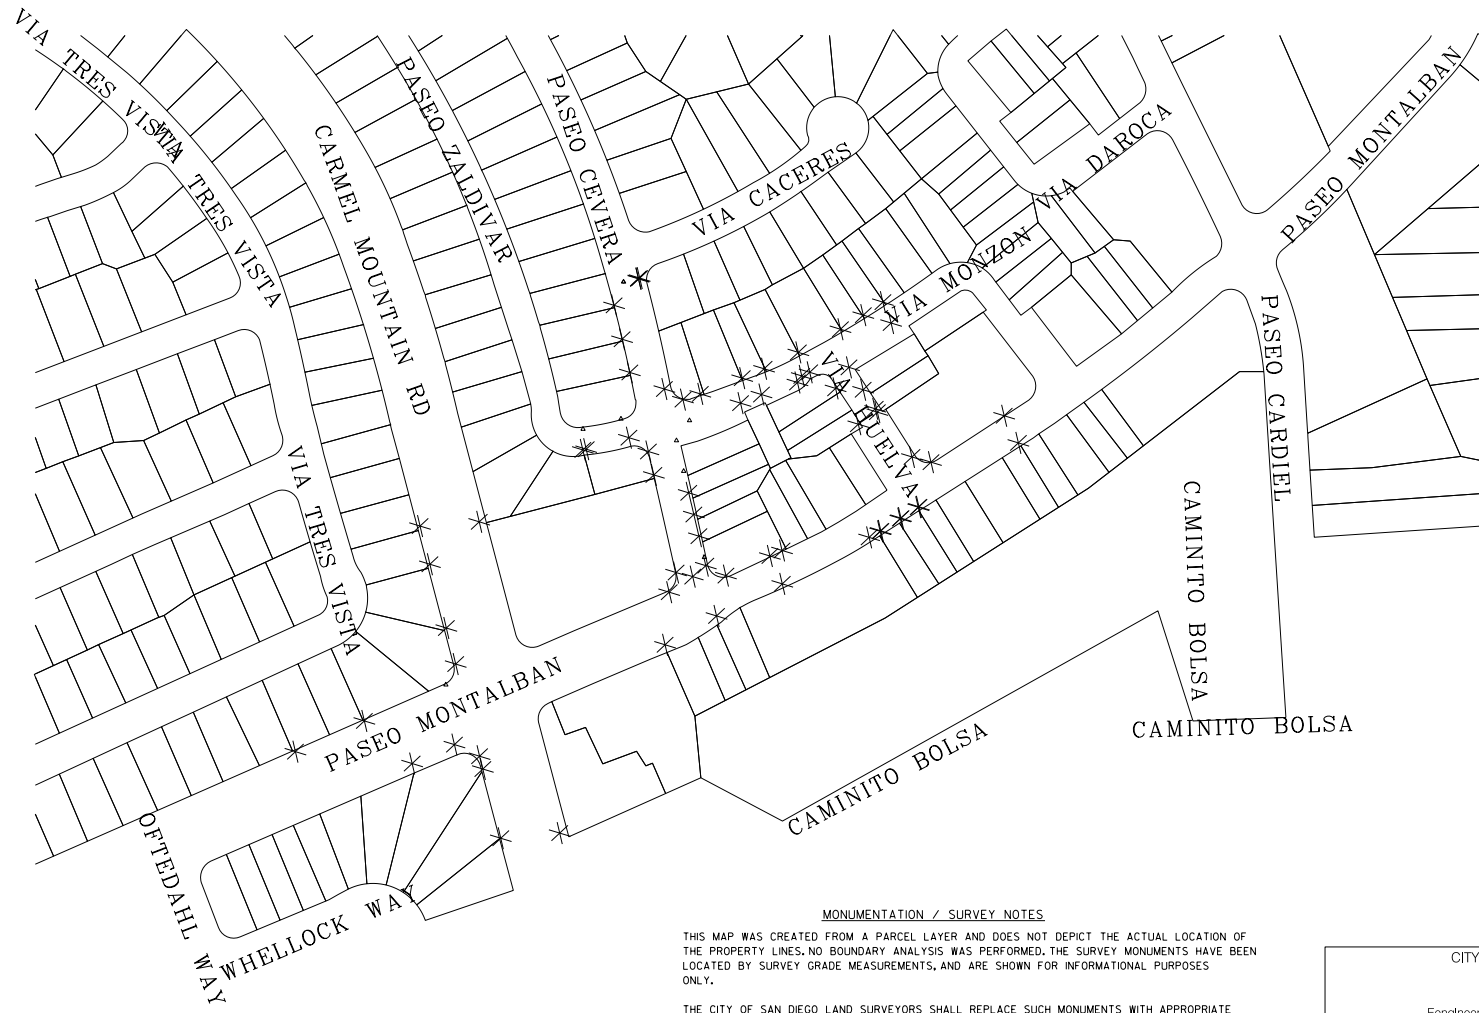 VIA TRES VISTA
VIA TRES VISTA
CARMEL MOUNTAIN RD
PASEO ZALDIVAR
PASEO CEVERA
VIA CACERES
VIA DAROCA
VIA MONZON
PASEO MONTALBAN
VIA HUELVA
PASEO CARDIEL
VIA TRES VISTA
CAMINITO BOLSA
PASEO MONTALBAN
CAMINITO BOLSA
CAMINITO BOLSA
OFTEDAHL WAY
WHELLOCK WAY
MONUMENTATION / SURVEY NOTES
THIS MAP WAS CREATED FROM A PARCEL LAYER AND DOES NOT DEPICT THE ACTUAL LOCATION OF
THE PROPERTY LINES. NO BOUNDARY ANALYSIS WAS PERFORMED. THE SURVEY MONUMENTS HAVE BEEN
LOCATED BY SURVEY GRADE MEASUREMENTS, AND ARE SHOWN FOR INFORMATIONAL PURPOSES
ONLY.
THE CITY OF SAN DIEGO LAND SURVEYORS SHALL REPLACE SUCH MONUMENTS WITH APPROPRIATE
CITY